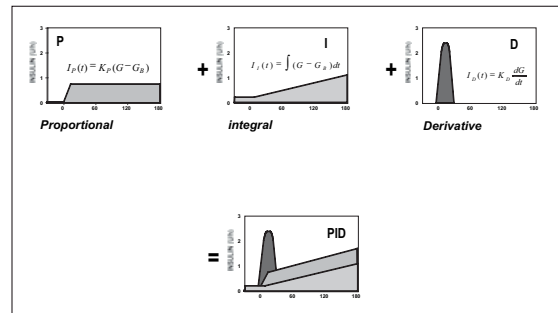 P
I_P(t) = K_P(G−G_B)
INSULIN (U/h)
3
2
1
0
0 60 120 180
Proportional
+
I
I_I(t) = ∫(G − G_B)dt
INSULIN (U/h)
3
2
1
0
0 60 120 180
integral
+
D
I_D(t) = K_D dG/dt
INSULIN (U/h)
3
2
1
0
0 60 120 180
Derivative
=
PID
INSULIN (U/h)
3
2
1
0
0 60 120 180